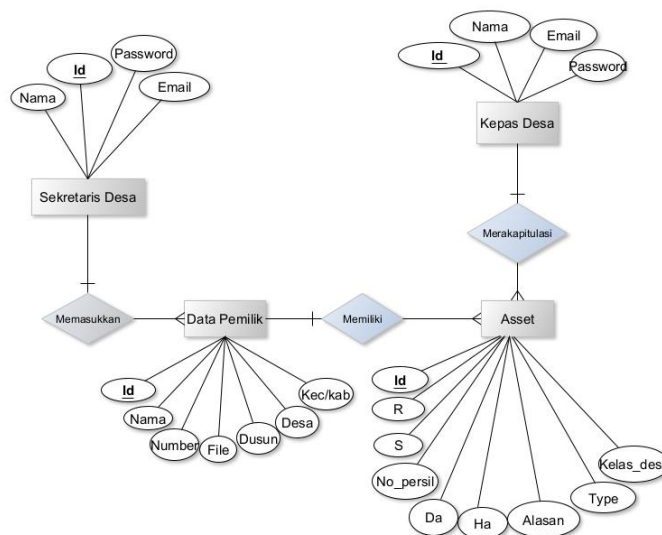 Nama
Id
Password
Email
Sekretaris Desa
Id
Nama
Email
Password
Kepas Desa
Merakapitulasi
Memasukkan
Data Pemilik
Memiliki
Asset
Id
Nama
Number
File
Dusun
Desa
Kec/kab
Id
R
S
No_persil
Da
Ha
Alasan
Type
Kelas_des